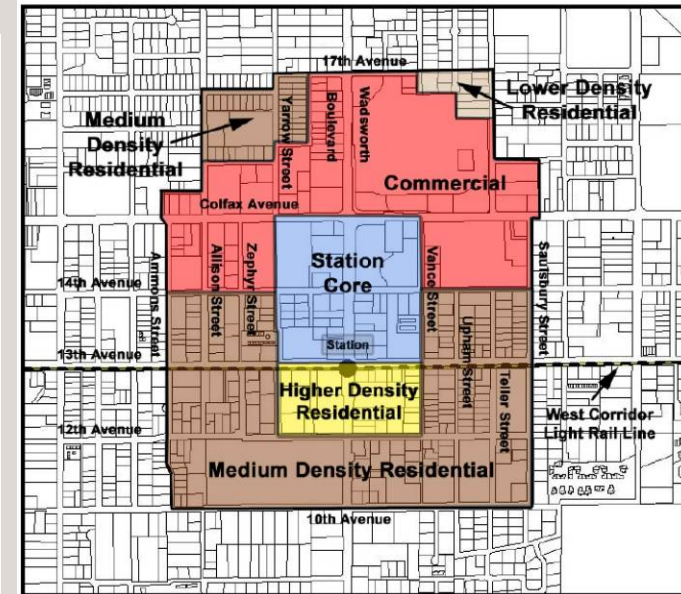 17th Avenue
Lower Density
Residential
Medium
Density
Residential
Yarrow Street
Boulevard
Wadsworth
Commercial
Colfax Avenue
Ammons Street
Allison Street
Zephyr Street
Station
Core
Vance Street
Saulsbury Street
14th Avenue
Upham Street
Station
13th Avenue
Higher Density
Residential
Teller Street
West Corridor
Light Rail Line
12th Avenue
Medium Density Residential
10th Avenue